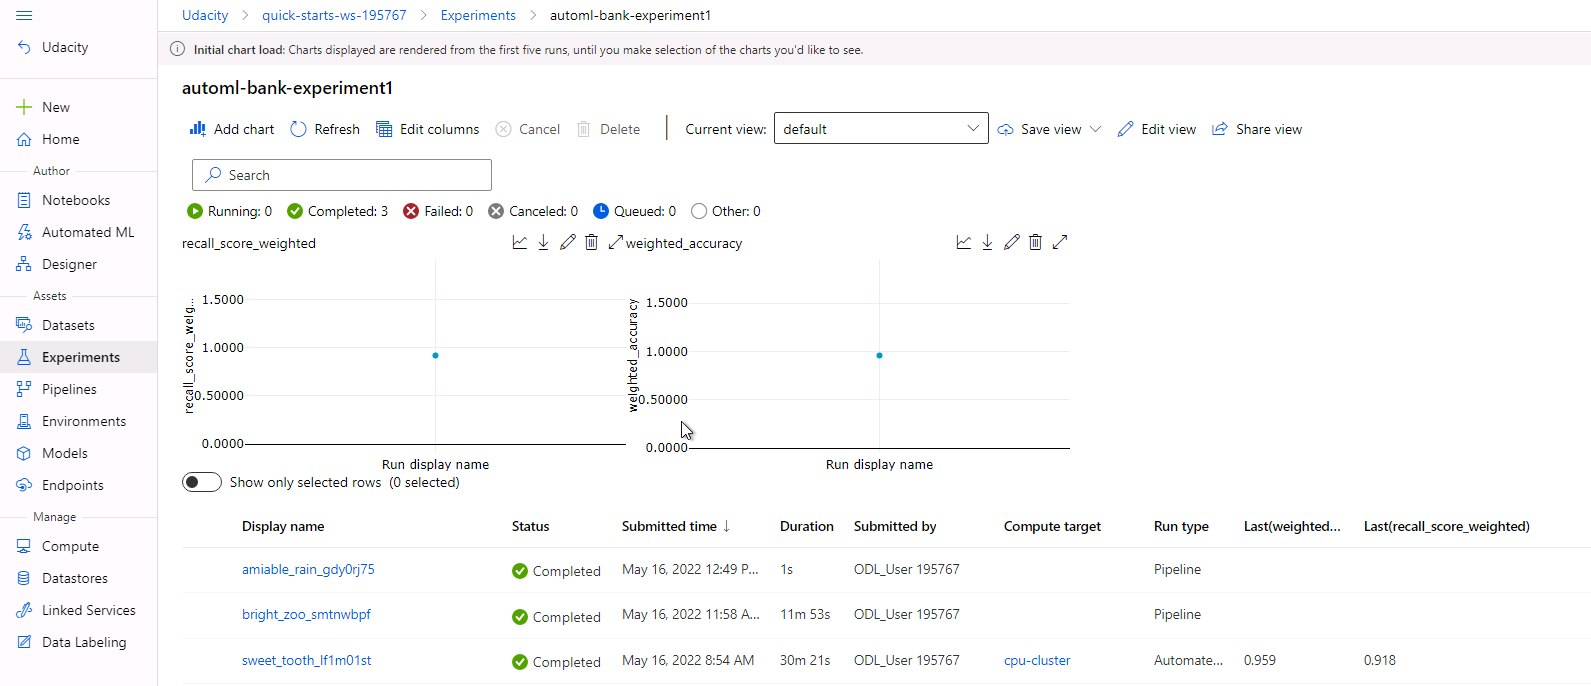 Udacity > quick-starts-ws-195767 > Experiments > automl-bank-experiment1
Udacity
Initial chart load: Charts displayed are rendered from the first five runs, until you make selection of the charts you'd like to see.
New
Home
Author
Notebooks
Automated ML
Designer
Assets
Datasets
Experiments
Pipelines
Environments
Models
Endpoints
Manage
Compute
Datastores
Linked Services
Data Labeling
automl-bank-experiment1
Add chart Refresh Edit columns Cancel Delete Current view: default Save view Edit view Share view
Search
Running: 0 Completed: 3 Failed: 0 Canceled: 0 Queued: 0 Other: 0
recall_score_weighted
recall_score_weig...
1.5000
1.0000
0.50000
0.0000
Run display name
weighted_accuracy
weighted_accuracy
1.5000
1.0000
0.50000
0.0000
Run display name
Show only selected rows (0 selected)
Display name Status Submitted time ↓ Duration Submitted by Compute target Run type Last(weighted... Last(recall_score_weighted)
amiable_rain_gdy0rj75 Completed May 16, 2022 12:49 P... 1s ODL_User 195767 Pipeline
bright_zoo_smtnwbpf Completed May 16, 2022 11:58 A... 11m 53s ODL_User 195767 Pipeline
sweet_tooth_lf1m01st Completed May 16, 2022 8:54 AM 30m 21s ODL_User 195767 cpu-cluster Automate... 0.959 0.918